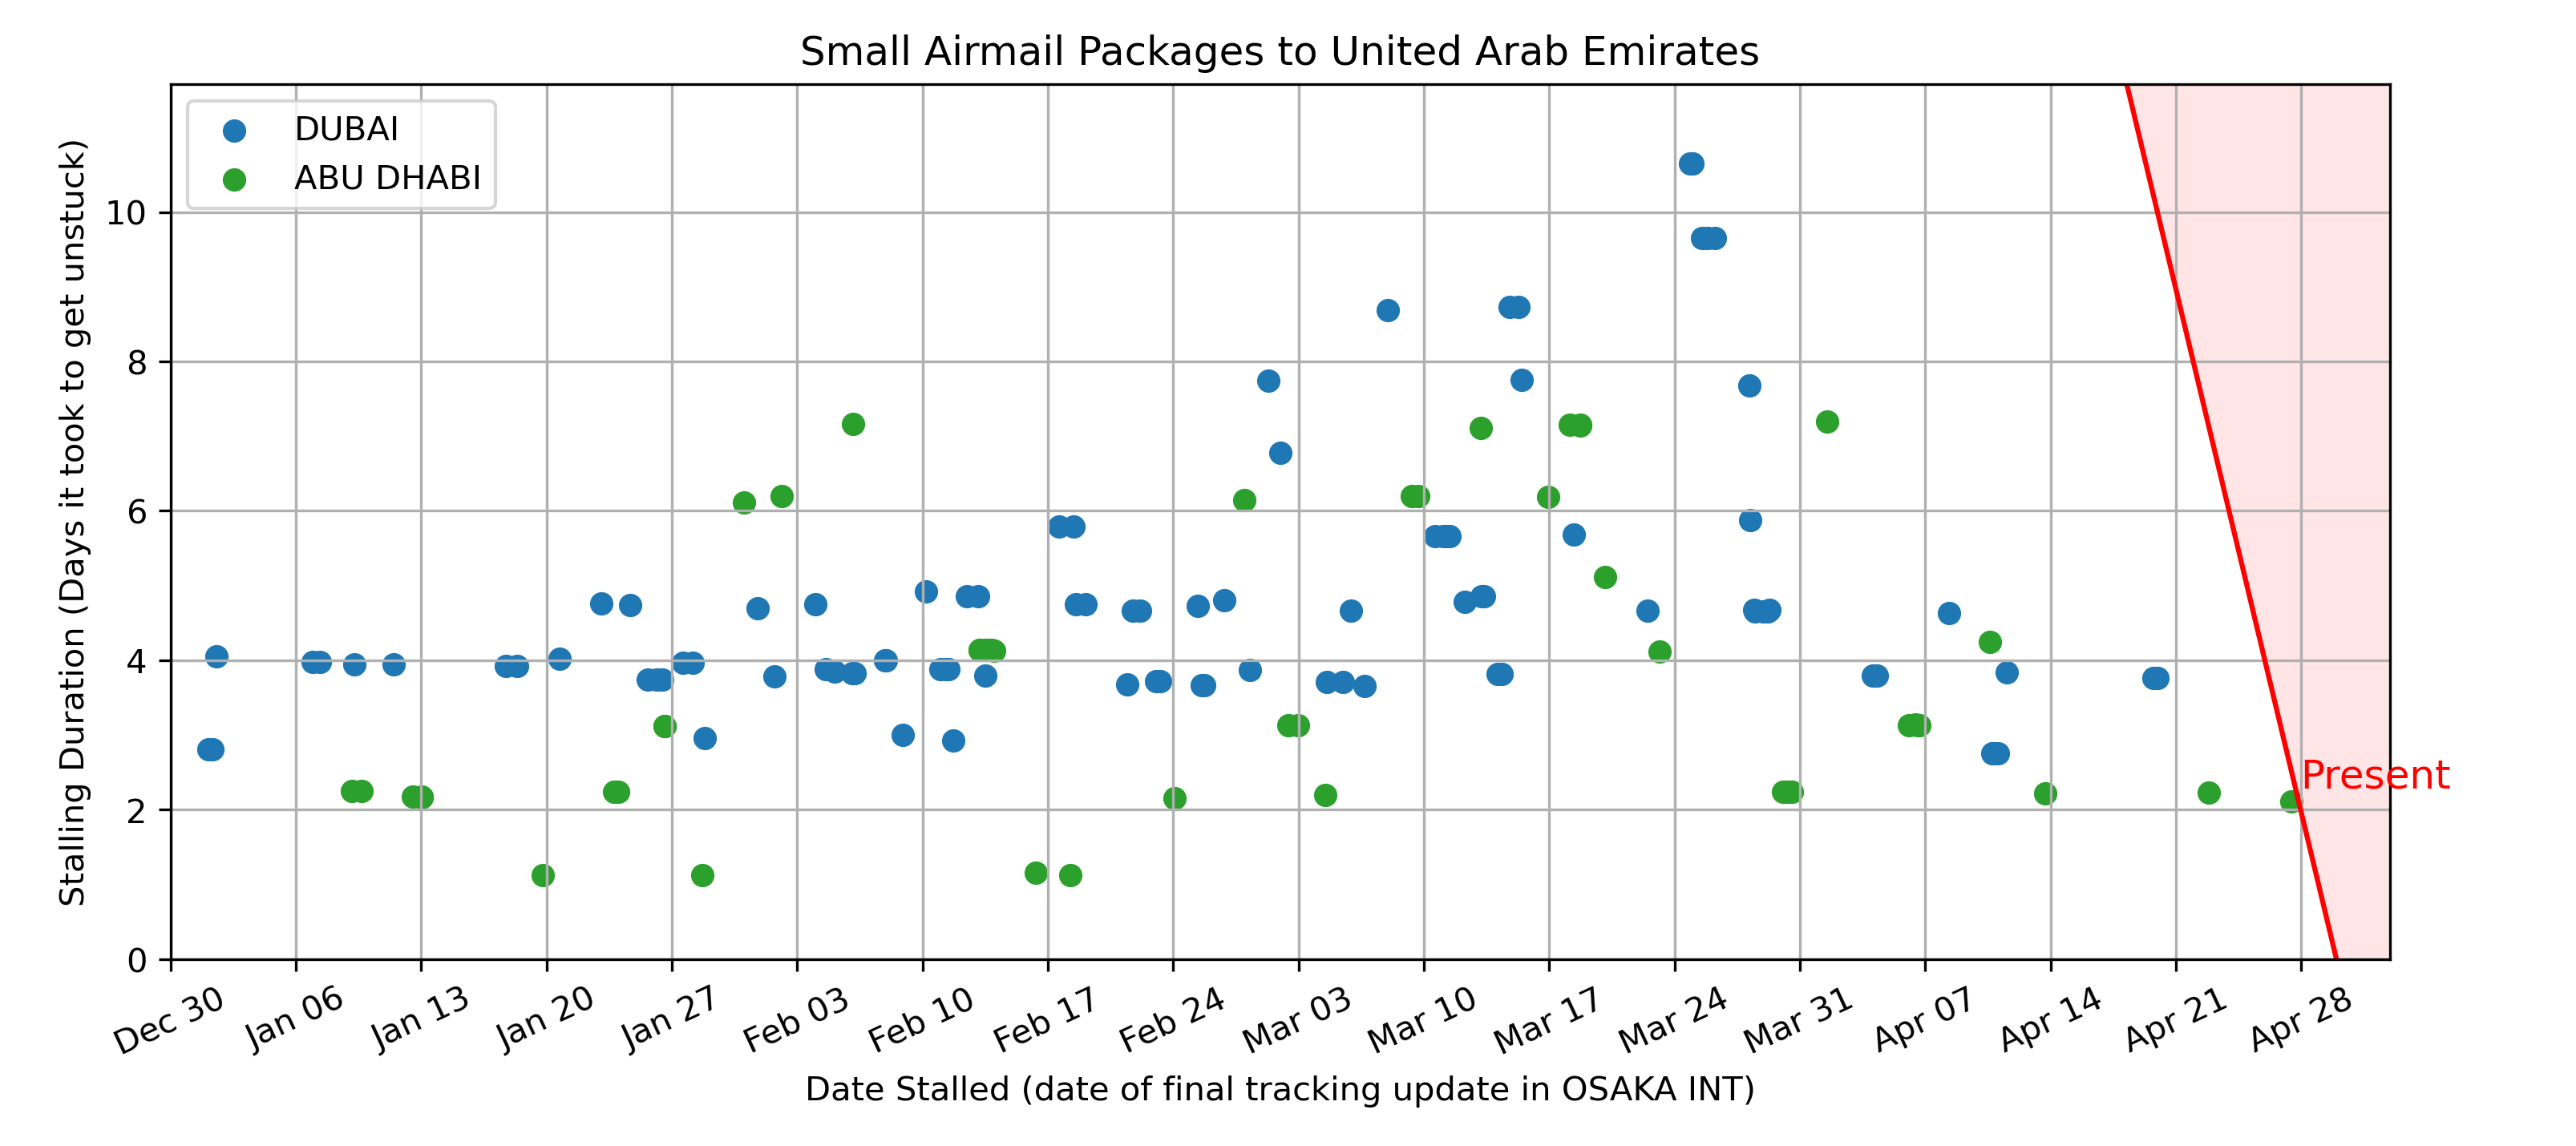 Small Airmail Packages to United Arab Emirates
DUBAI
ABU DHABI
Stalling Duration (Days it took to get unstuck)
10
8
6
4
2
0
Present
Dec 30
Jan 06
Jan 13
Jan 20
Jan 27
Feb 03
Feb 10
Feb 17
Feb 24
Mar 03
Mar 10
Mar 17
Mar 24
Mar 31
Apr 07
Apr 14
Apr 21
Apr 28
Date Stalled (date of final tracking update in OSAKA INT)